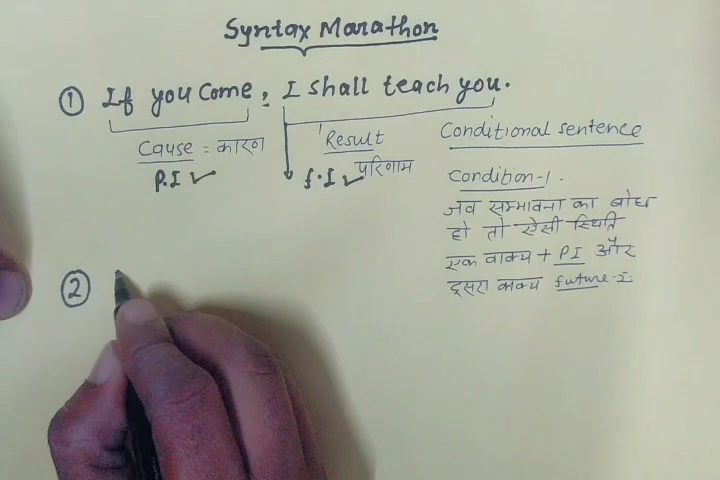 Syntax Marathon
① If you come, I shall teach you.
Cause = कारण
P.I ✓
Result
परिणाम
f.I ✓
Conditional sentence
Condition-1.
जब सम्भावना का बोध
हो तो ऐसी स्थिति
एक वाक्य + PI और
दूसरा वाक्य future-I.
②